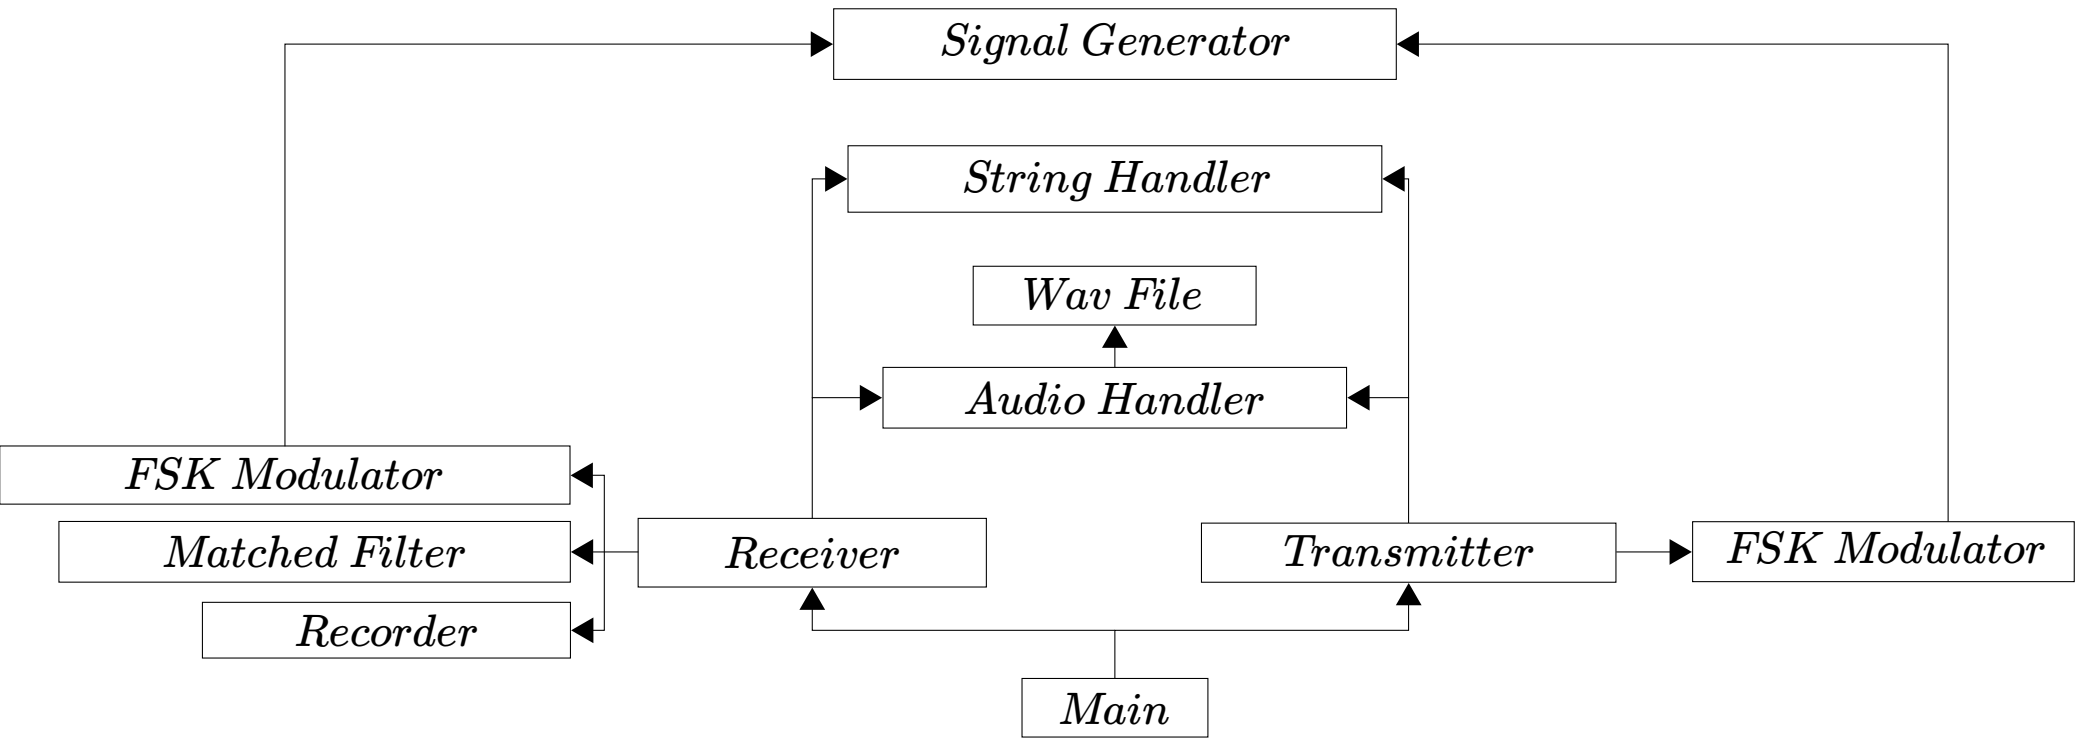 Signal Generator
String Handler
Wav File
Audio Handler
FSK Modulator
Matched Filter
Receiver
Transmitter
FSK Modulator
Recorder
Main